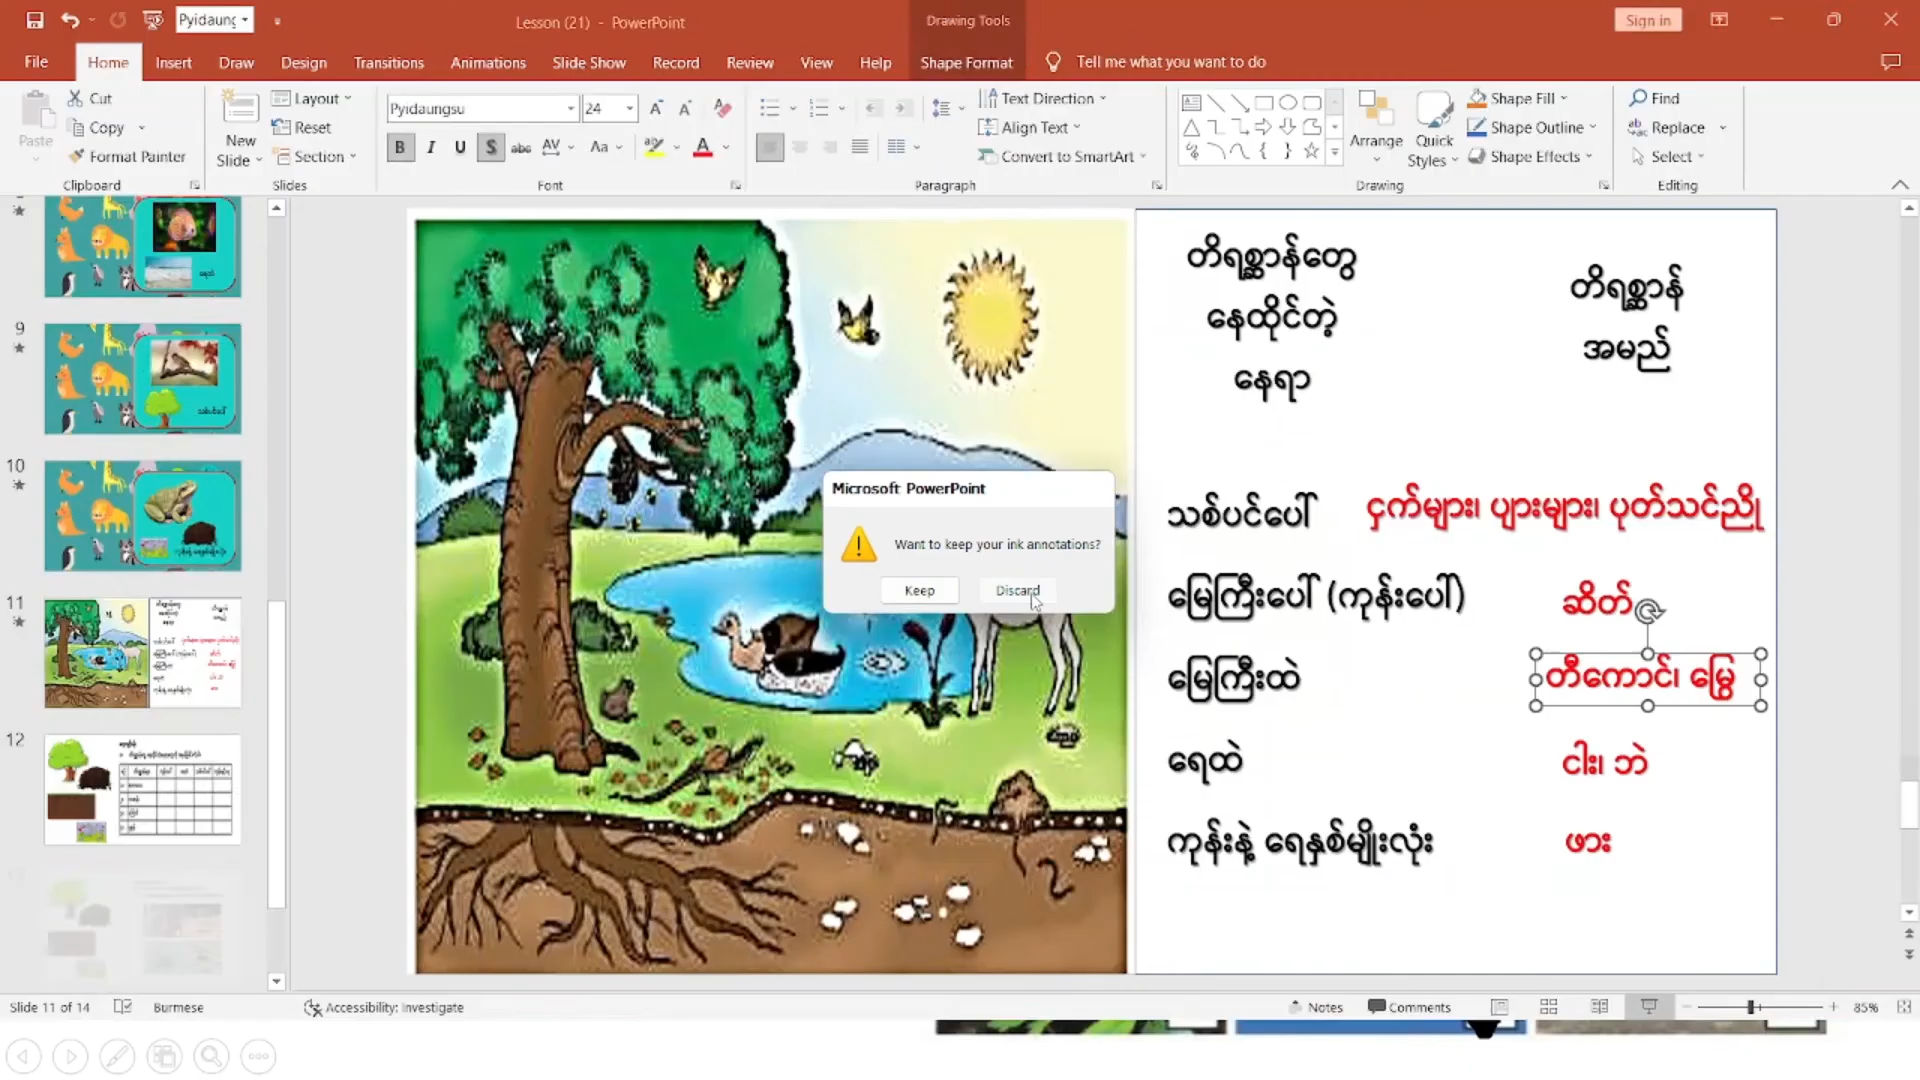 Pyidaung
Lesson (21) - PowerPoint
Drawing Tools
Sign in
File
Home
Insert
Draw
Design
Transitions
Animations
Slide Show
Record
Review
View
Help
Shape Format
Tell me what you want to do
Paste
Cut
Copy
Format Painter
Clipboard
New Slide
Layout
Reset
Section
Slides
Pyidaungsu
24
Font
Text Direction
Align Text
Convert to SmartArt
Paragraph
Arrange
Quick Styles
Shape Fill
Shape Outline
Shape Effects
Drawing
Find
Replace
Select
Editing
9
10
11
12
တိရစ္ဆာန်တွေ
နေထိုင်တဲ့
နေရာ
တိရစ္ဆာန်
အမည်
သစ်ပင်ပေါ် ငှက်များ၊ ပျားများ၊ ပုတ်သင်ညို
မြေကြီးပေါ် (ကုန်းပေါ်) ဆိတ်
မြေကြီးထဲ တီကောင်၊ မြွေ
ရေထဲ ငါး၊ ဘဲ
ကုန်းနဲ့ ရေနှစ်မျိုးလုံး ဖား
Microsoft PowerPoint
Want to keep your ink annotations?
Keep Discard
Slide 11 of 14
Burmese
Accessibility: Investigate
Notes
Comments
85%